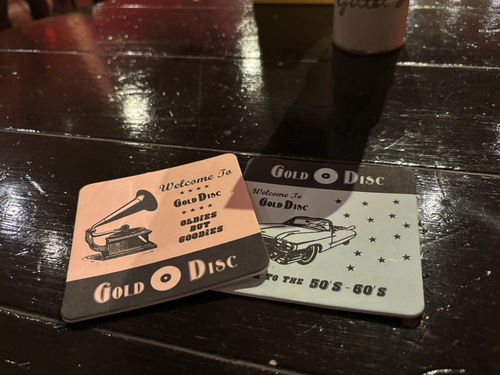 Welcome To
GOLD DISC
OLDIES
BUT
GOODIES
GOLD DISC
GOLD DISC
Welcome To
GOLD DISC
TO THE 50'S - 60'S